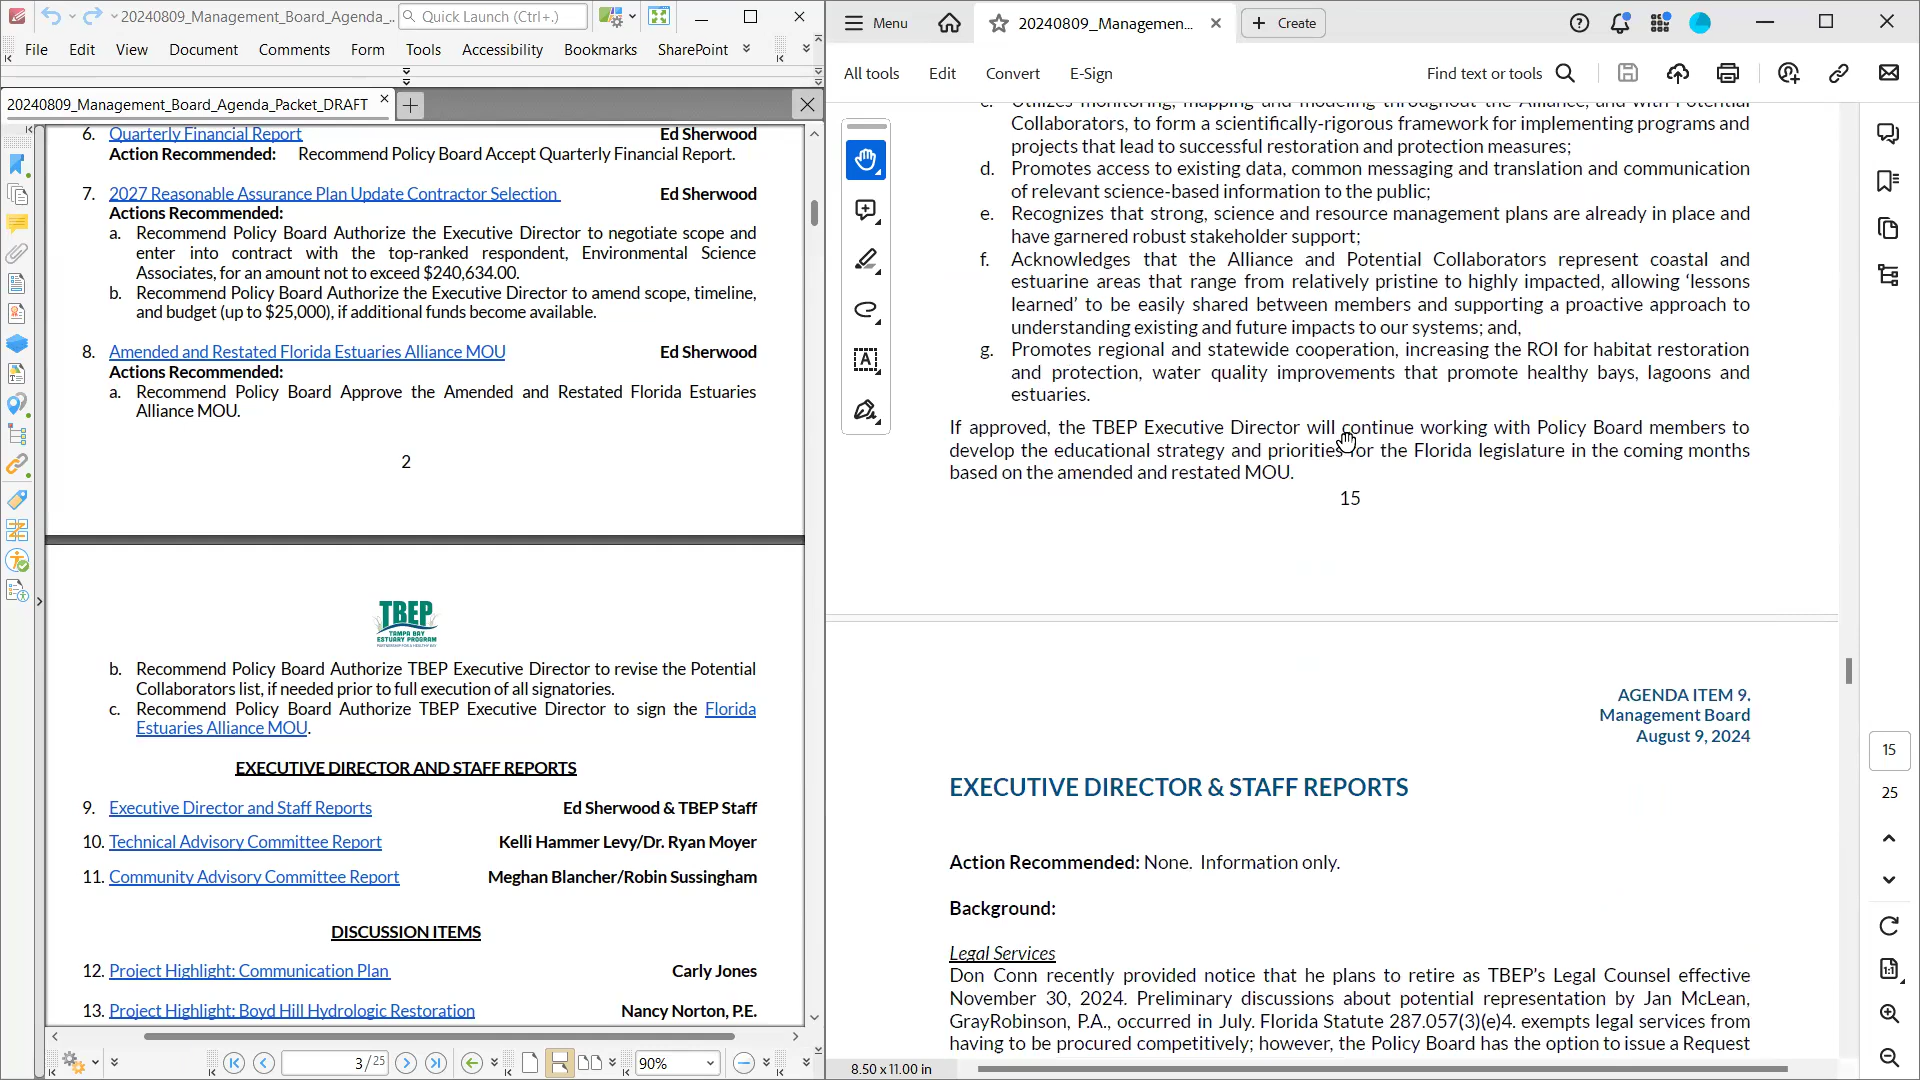 20240809_Management_Board_Agenda_..
Quick Launch (Ctrl+.)
File Edit View Document Comments Form Tools Accessibility Bookmarks SharePoint
20240809_Management_Board_Agenda_Packet_DRAFT
6. Quarterly Financial Report Ed Sherwood
Action Recommended: Recommend Policy Board Accept Quarterly Financial Report.
7. 2027 Reasonable Assurance Plan Update Contractor Selection Ed Sherwood
Actions Recommended:
a. Recommend Policy Board Authorize the Executive Director to negotiate scope and
enter into contract with the top-ranked respondent, Environmental Science
Associates, for an amount not to exceed $240,634.00.
b. Recommend Policy Board Authorize the Executive Director to amend scope, timeline,
and budget (up to $25,000), if additional funds become available.
8. Amended and Restated Florida Estuaries Alliance MOU Ed Sherwood
Actions Recommended:
a. Recommend Policy Board Approve the Amended and Restated Florida Estuaries
Alliance MOU.
2
TBEP
TAMPA BAY
ESTUARY PROGRAM
b. Recommend Policy Board Authorize TBEP Executive Director to revise the Potential
Collaborators list, if needed prior to full execution of all signatories.
c. Recommend Policy Board Authorize TBEP Executive Director to sign the Florida
Estuaries Alliance MOU.
EXECUTIVE DIRECTOR AND STAFF REPORTS
9. Executive Director and Staff Reports Ed Sherwood & TBEP Staff
10. Technical Advisory Committee Report Kelli Hammer Levy/Dr. Ryan Moyer
11. Community Advisory Committee Report Meghan Blancher/Robin Sussingham
DISCUSSION ITEMS
12. Project Highlight: Communication Plan Carly Jones
13. Project Highlight: Boyd Hill Hydrologic Restoration Nancy Norton, P.E.
3 / 25
90%
Menu
20240809_Managemen...
Create
All tools Edit Convert E-Sign
Find text or tools
c. Utilizes monitoring, mapping and modeling throughout the Alliance, and with Potential
Collaborators, to form a scientifically-rigorous framework for implementing programs and
projects that lead to successful restoration and protection measures;
d. Promotes access to existing data, common messaging and translation and communication
of relevant science-based information to the public;
e. Recognizes that strong, science and resource management plans are already in place and
have garnered robust stakeholder support;
f. Acknowledges that the Alliance and Potential Collaborators represent coastal and
estuarine areas that range from relatively pristine to highly impacted, allowing ‘lessons
learned’ to be easily shared between members and supporting a proactive approach to
understanding existing and future impacts to our systems; and,
g. Promotes regional and statewide cooperation, increasing the ROI for habitat restoration
and protection, water quality improvements that promote healthy bays, lagoons and
estuaries.
If approved, the TBEP Executive Director will continue working with Policy Board members to
develop the educational strategy and priorities for the Florida legislature in the coming months
based on the amended and restated MOU.
15
AGENDA ITEM 9.
Management Board
August 9, 2024
EXECUTIVE DIRECTOR & STAFF REPORTS
Action Recommended: None. Information only.
Background:
Legal Services
Don Conn recently provided notice that he plans to retire as TBEP’s Legal Counsel effective
November 30, 2024. Preliminary discussions about potential representation by Jan McLean,
GrayRobinson, P.A., occurred in July. Florida Statute 287.057(3)(e)4. exempts legal services from
having to be procured competitively; however, the Policy Board has the option to issue a Request
8.50 x 11.00 in
15
25